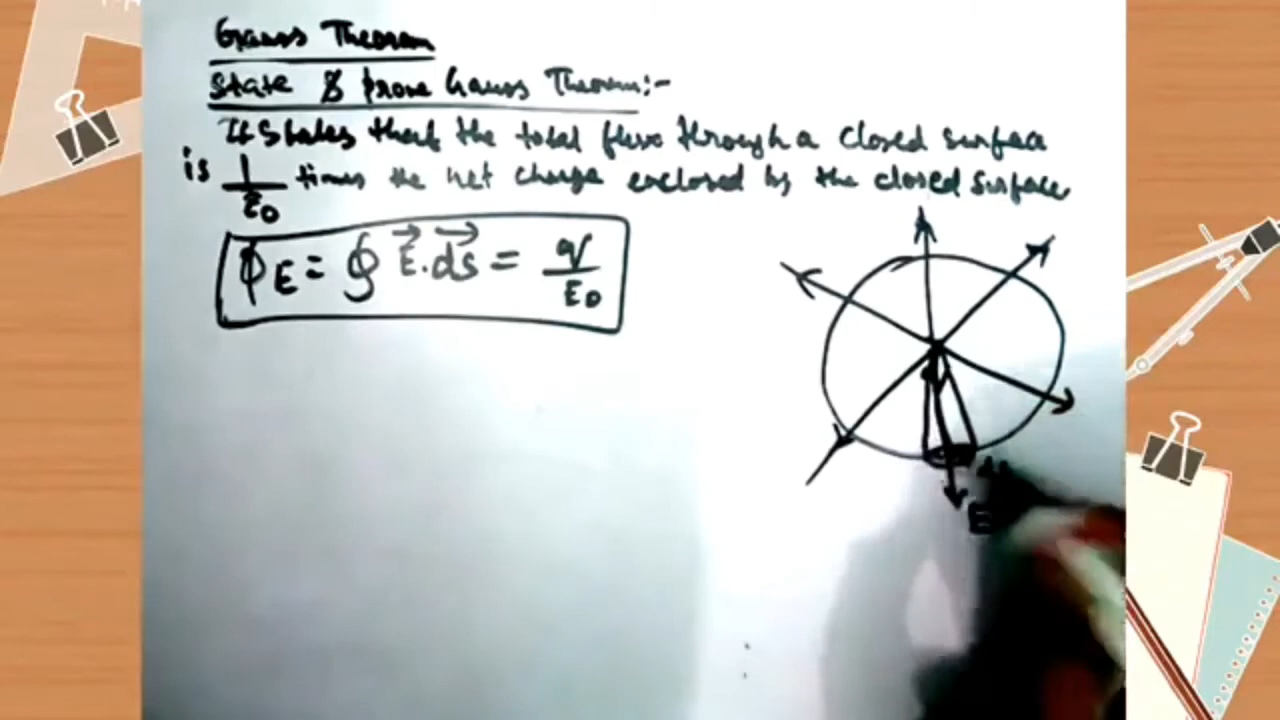 Gauss Theorem
State & prove Gauss Theorem:-
It states that the total flux through a closed surface
is 1/ε0 times the net charge enclosed by the closed surface
ϕE = ∮ E⃗.ds⃗ = q/ε0
E